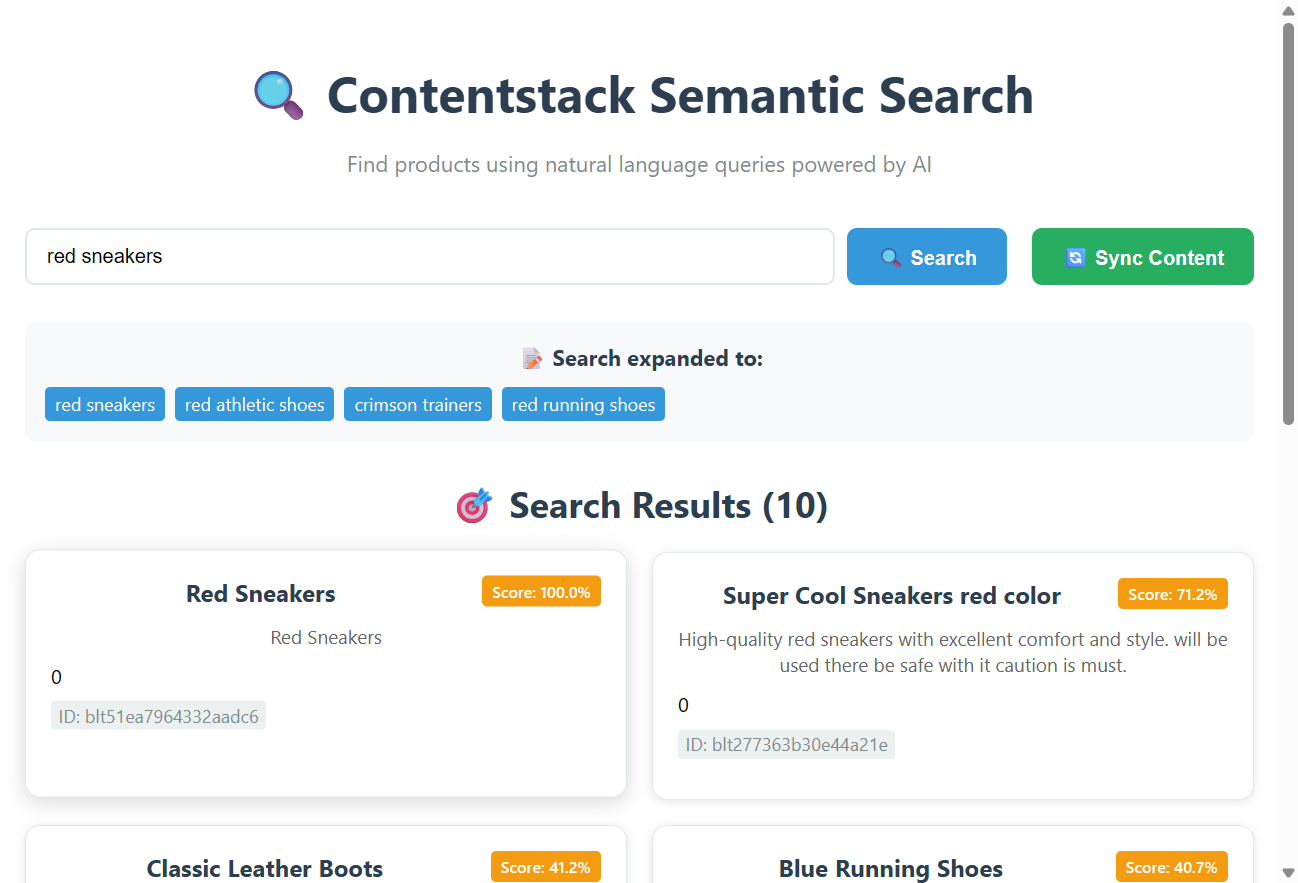 Contentstack Semantic Search
Find products using natural language queries powered by AI
red sneakers
Search
Sync Content
Search expanded to:
red sneakers
red athletic shoes
crimson trainers
red running shoes
Search Results (10)
Red Sneakers
Score: 100.0%
Red Sneakers
0
ID: blt51ea7964332aadc6
Super Cool Sneakers red color
Score: 71.2%
High-quality red sneakers with excellent comfort and style. will be
used there be safe with it caution is must.
0
ID: blt277363b30e44a21e
Classic Leather Boots
Score: 41.2%
Blue Running Shoes
Score: 40.7%